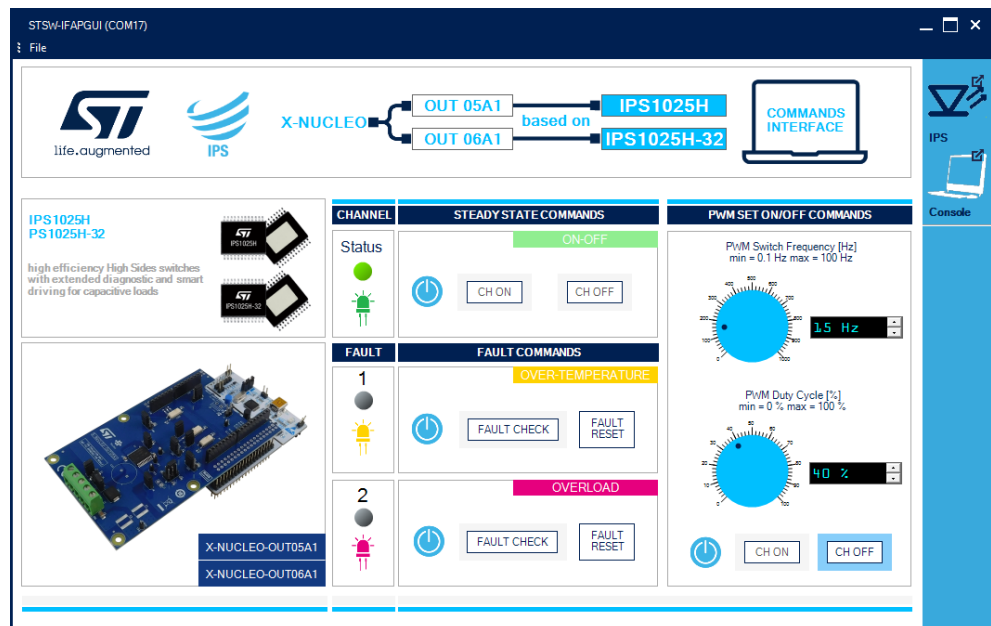 STSW-IFAPGUI (COM17)
File
life.augmented
IPS
X-NUCLEO
OUT 05A1
OUT 06A1
based on
IPS1025H
IPS1025H-32
COMMANDS
INTERFACE
IPS
Console
IPS1025H
PS1025H-32
high efficiency High Sides switches
with extended diagnostic and smart
driving for capacitive loads
IPS1025H
IPS1025H-32
X-NUCLEO-OUT05A1
X-NUCLEO-OUT06A1
CHANNEL
Status
STEADY STATE COMMANDS
ON-OFF
CH ON
CH OFF
FAULT
FAULT COMMANDS
1
OVER-TEMPERATURE
FAULT CHECK
FAULT
RESET
2
OVERLOAD
FAULT CHECK
FAULT
RESET
PWM SET ON/OFF COMMANDS
PWM Switch Frequency [Hz]
min = 0.1 Hz max = 100 Hz
15 Hz
PWM Duty Cycle [%]
min = 0 % max = 100 %
40 %
CH ON
CH OFF